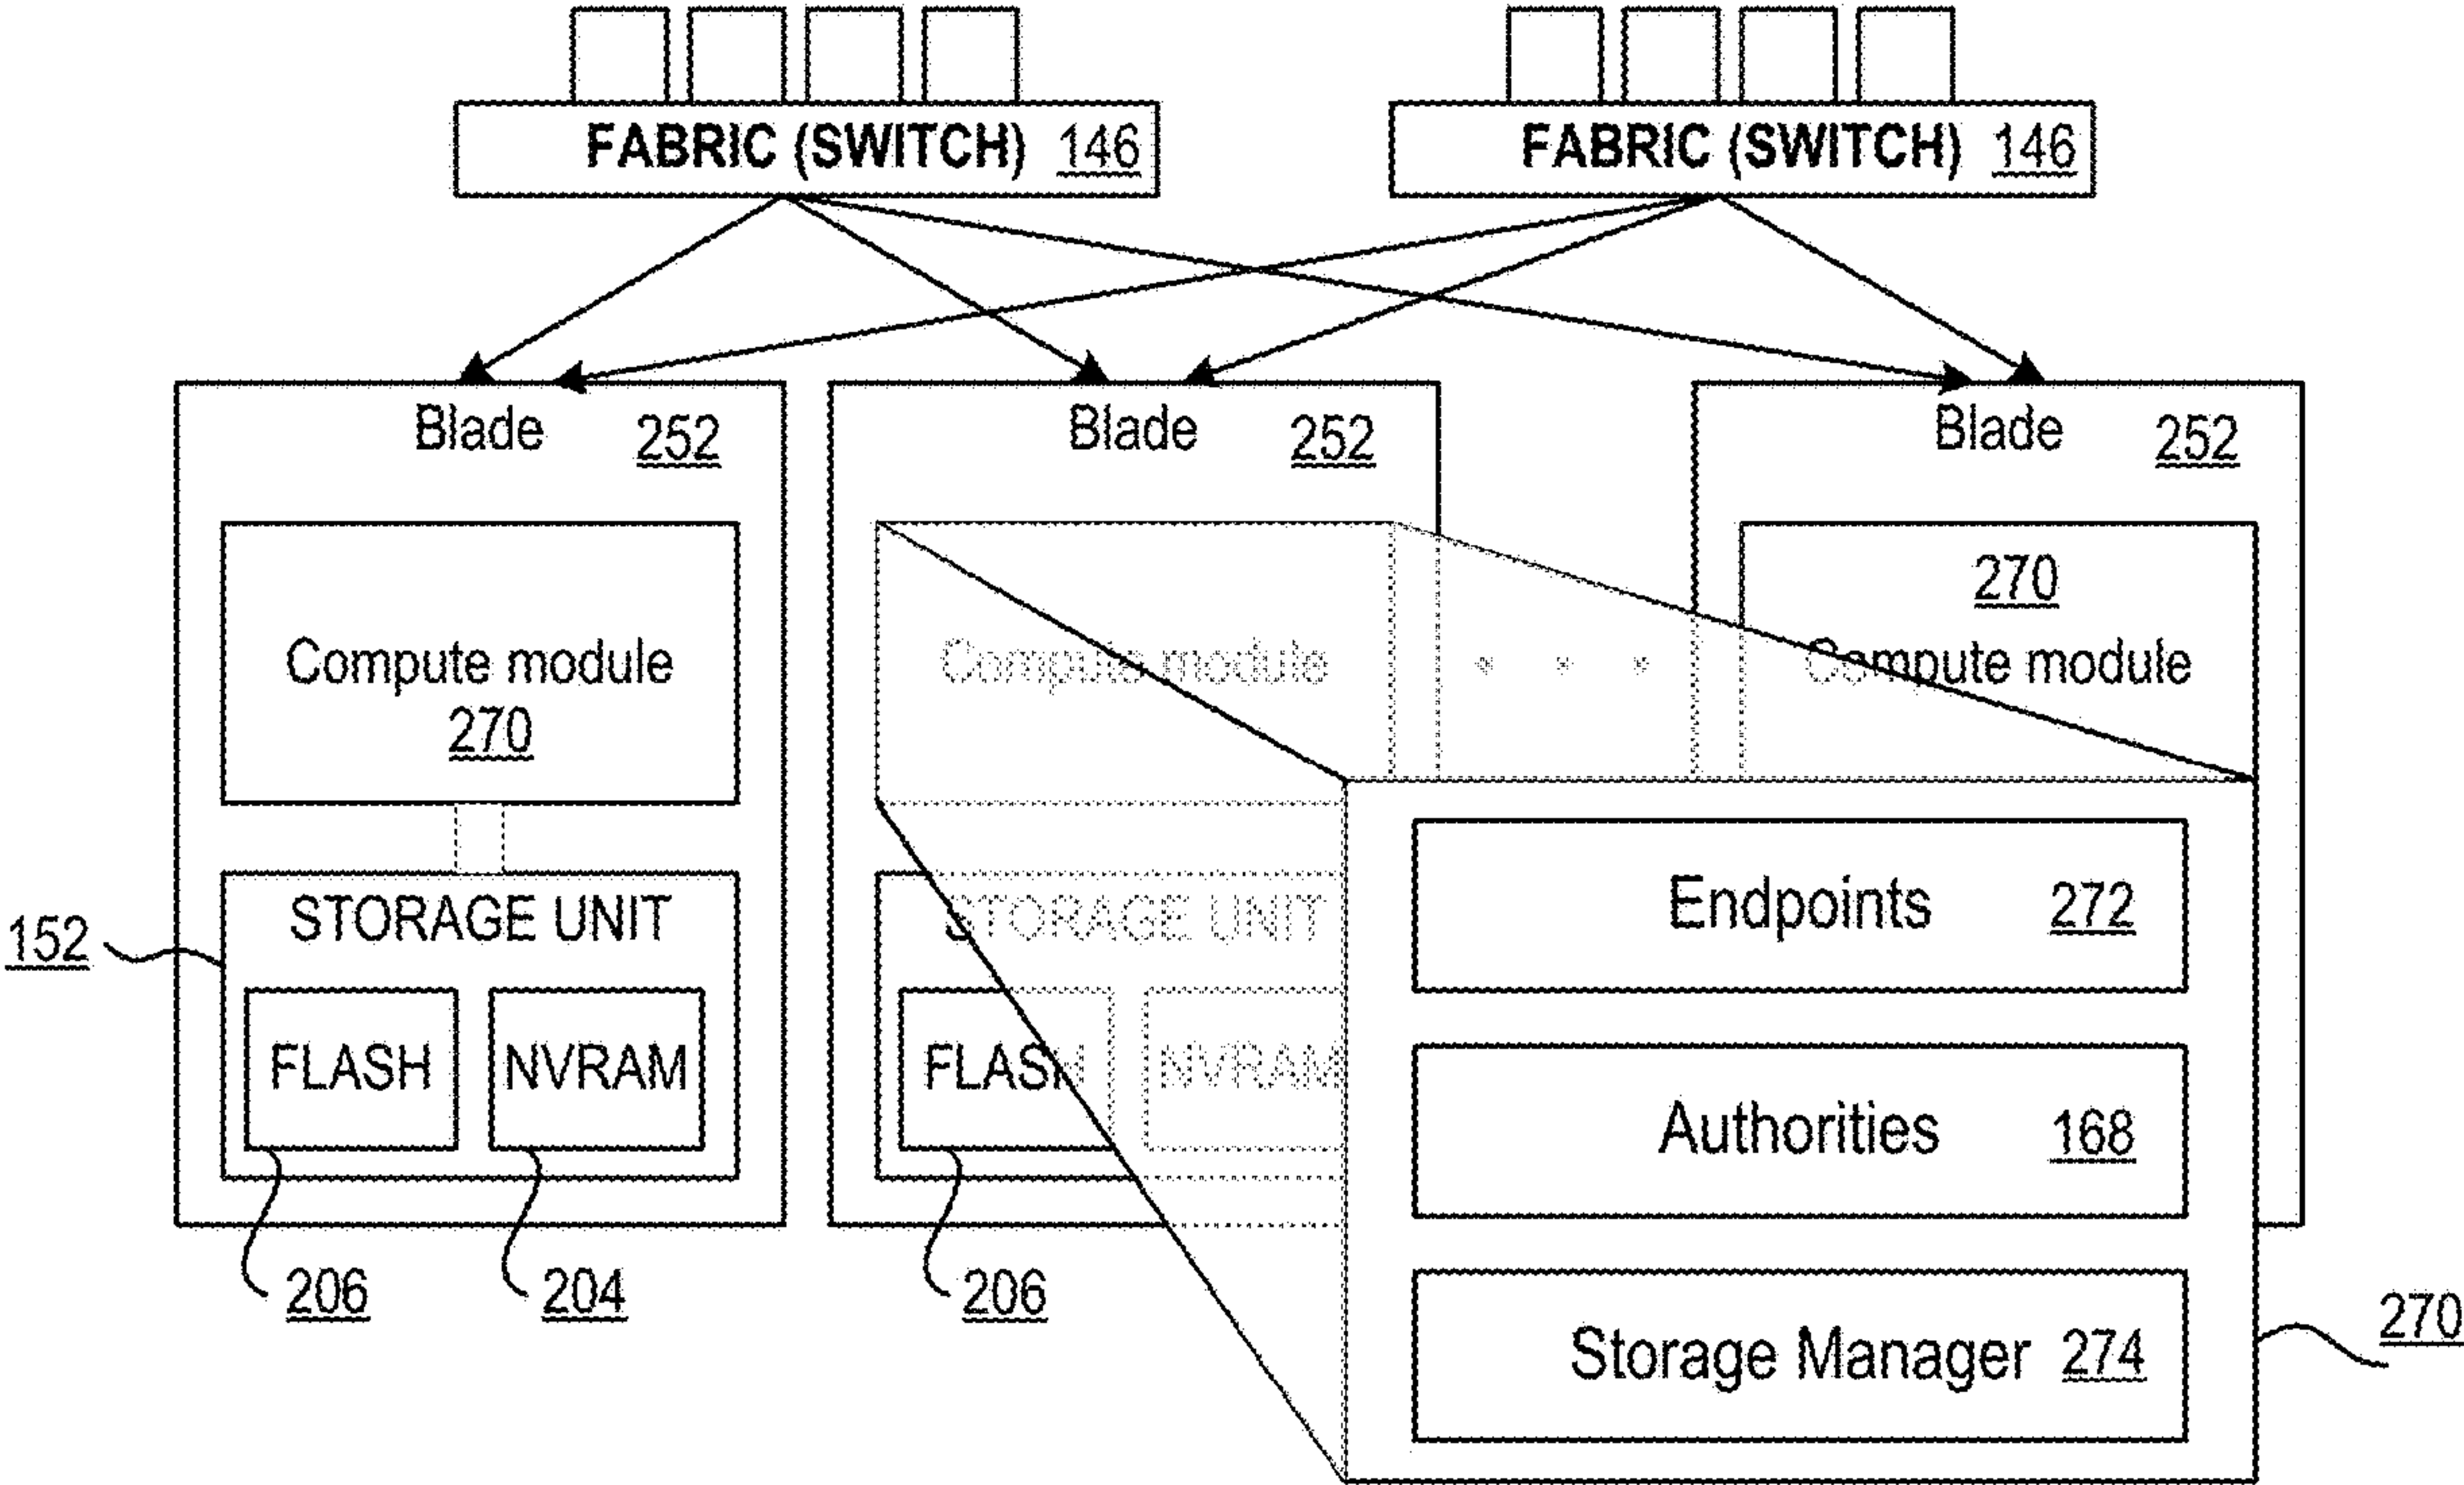 FABRIC (SWITCH) 146
FABRIC (SWITCH) 146
Blade 252
Blade 252
Blade 252
270
Compute module
270
Compute module
Compute module
STORAGE UNIT
152
FLASH
NVRAM
STORAGE UNIT
FLASH
NVRAM
Endpoints 272
Authorities 168
Storage Manager 274
206
204
206
270